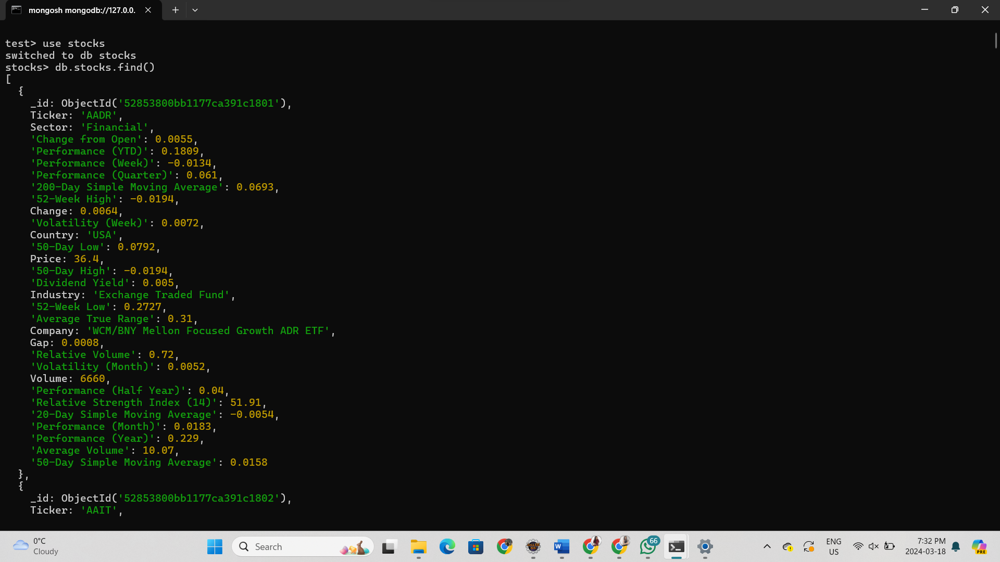 mongosh mongodb://127.0.0.
test> use stocks
switched to db stocks
stocks> db.stocks.find()
[
  {
    _id: ObjectId('52853800bb1177ca391c1801'),
    Ticker: 'AADR',
    Sector: 'Financial',
    'Change from Open': 0.0055,
    'Performance (YTD)': 0.1809,
    'Performance (Week)': -0.0134,
    'Performance (Quarter)': 0.061,
    '200-Day Simple Moving Average': 0.0693,
    '52-Week High': -0.0194,
    Change: 0.0064,
    'Volatility (Week)': 0.0072,
    Country: 'USA',
    '50-Day Low': 0.0792,
    Price: 36.4,
    '50-Day High': -0.0194,
    'Dividend Yield': 0.005,
    Industry: 'Exchange Traded Fund',
    '52-Week Low': 0.2727,
    'Average True Range': 0.31,
    Company: 'WCM/BNY Mellon Focused Growth ADR ETF',
    Gap: 0.0008,
    'Relative Volume': 0.72,
    'Volatility (Month)': 0.0052,
    Volume: 6660,
    'Performance (Half Year)': 0.04,
    'Relative Strength Index (14)': 51.91,
    '20-Day Simple Moving Average': -0.0054,
    'Performance (Month)': 0.0183,
    'Performance (Year)': 0.229,
    'Average Volume': 10.07,
    '50-Day Simple Moving Average': 0.0158
  },
  {
    _id: ObjectId('52853800bb1177ca391c1802'),
    Ticker: 'AAIT',
0°C
Cloudy
Search
W
66
ENG
US
7:32 PM
2024-03-18
PRE